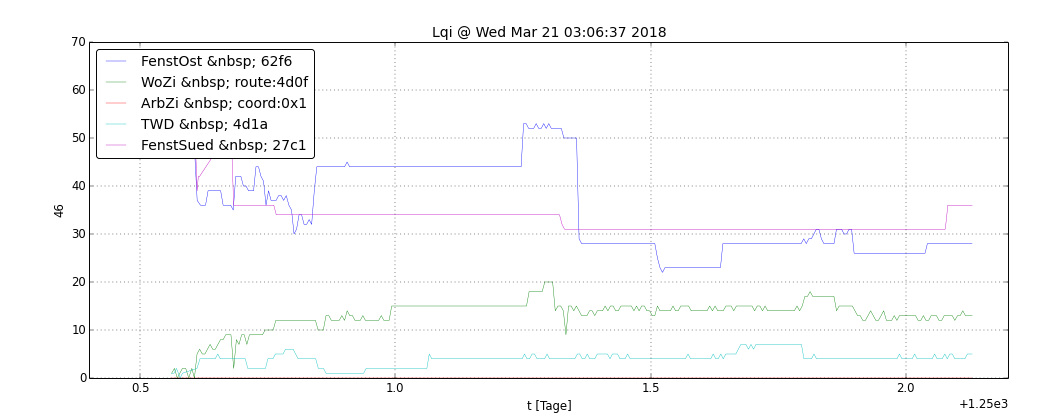 Lqi @ Wed Mar 21 03:06:37 2018
70
60
50
40
30
20
10
0
46
FenstOst &nbsp; 62f6
WoZi &nbsp; route:4d0f
ArbZi &nbsp; coord:0x1
TWD &nbsp; 4d1a
FenstSued &nbsp; 27c1
0.5 1.0 1.5 2.0
t [Tage]
+1.25e3